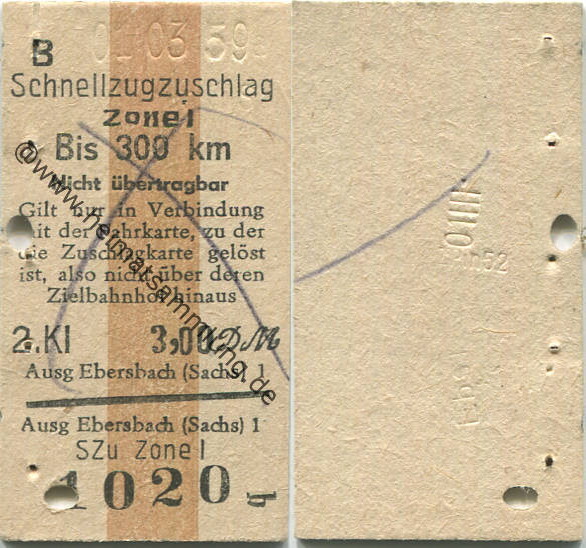 01 03 59
B
Schnellzugzuschlag
Zone I
Bis 300 km
Nicht übertragbar
Gilt nur in Verbindung
mit der Fahrkarte, zu der
die Zuschlagkarte gelöst
ist, also nicht über deren
Zielbahnhof hinaus
2. Kl 3,00 DM
Ausg Ebersbach (Sachs) 1
Ausg Ebersbach (Sachs) 1
SZu Zone I
1020
@www.heimatsammlung.de
52